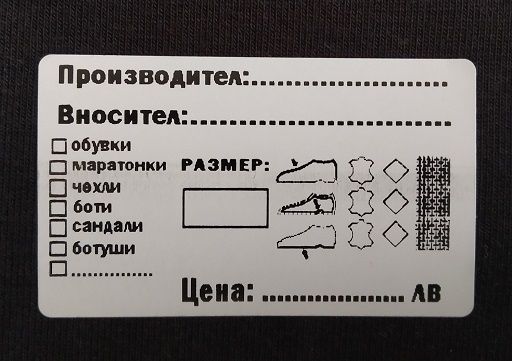 Производител:..............................
Вносител:.......................................
обувки
маратонки
РАЗМЕР:
чехли
боти
сандали
ботуши
................
Цена: ...................... лв